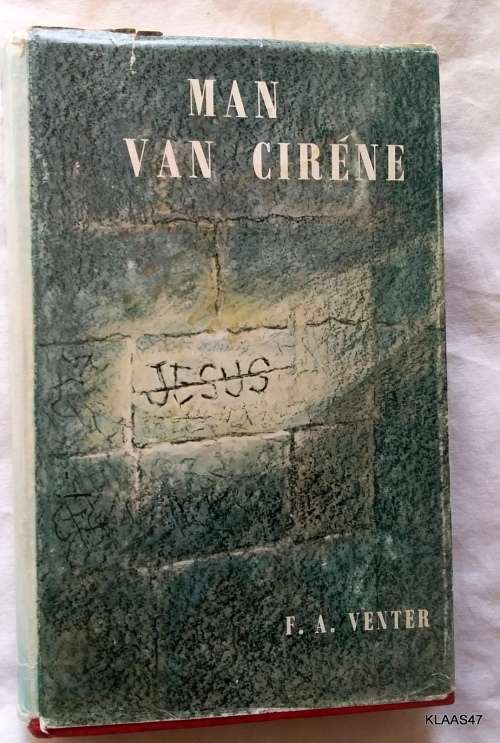 MAN
VAN CIRÉNE
JESUS
F. A. VENTER
KLAAS47